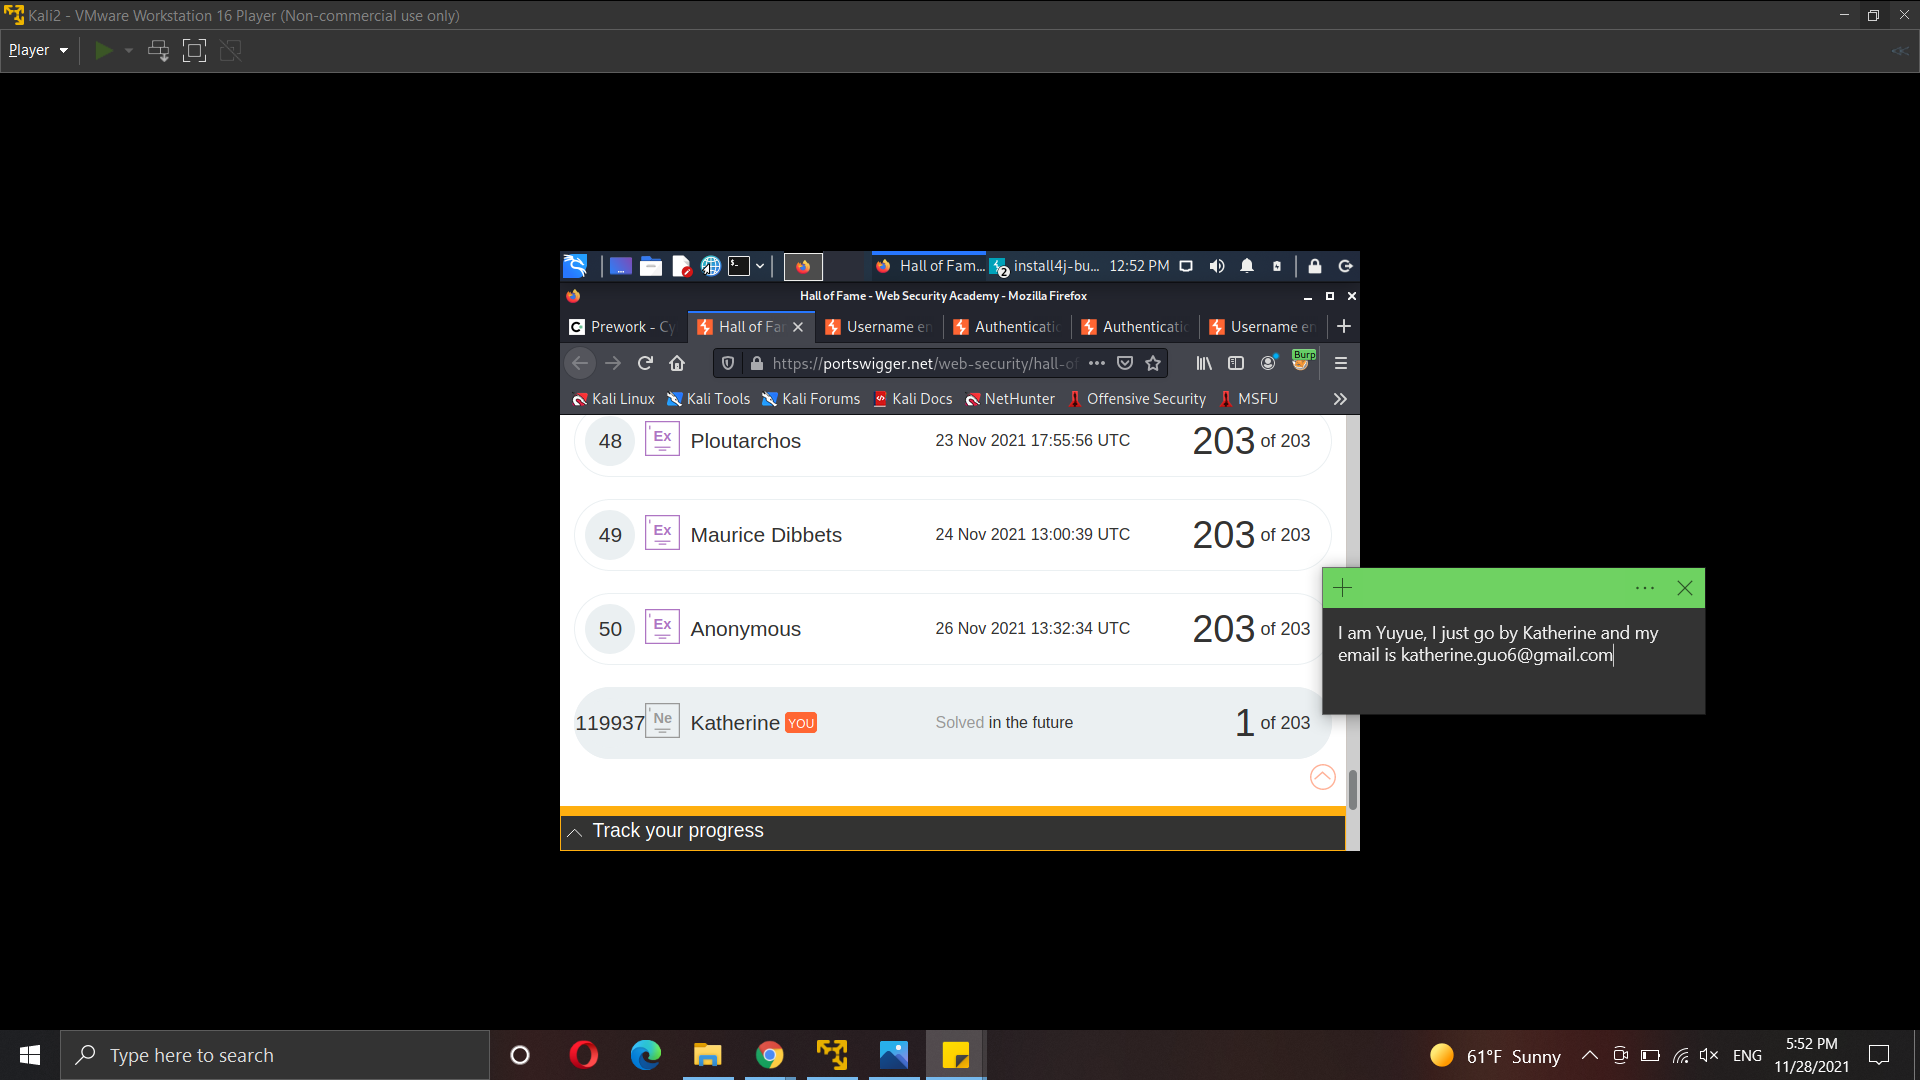 Kali2 - VMware Workstation 16 Player (Non-commercial use only)
Player
Hall of Fam... 2 install4j-bu... 12:52 PM
Hall of Fame - Web Security Academy - Mozilla Firefox
Prework - Cy Hall of Fa Username en Authenticatio Authenticatio Username en
https://portswigger.net/web-security/hall-of Burp
Kali Linux Kali Tools Kali Forums Kali Docs NetHunter Offensive Security MSFU
48 Ex Ploutarchos 23 Nov 2021 17:55:56 UTC 203 of 203
49 Ex Maurice Dibbets 24 Nov 2021 13:00:39 UTC 203 of 203
50 Ex Anonymous 26 Nov 2021 13:32:34 UTC 203 of 203
119937 Ne Katherine YOU Solved in the future 1 of 203
Track your progress
I am Yuyue, I just go by Katherine and my
email is katherine.guo6@gmail.com
Type here to search
61°F Sunny ENG 5:52 PM
11/28/2021